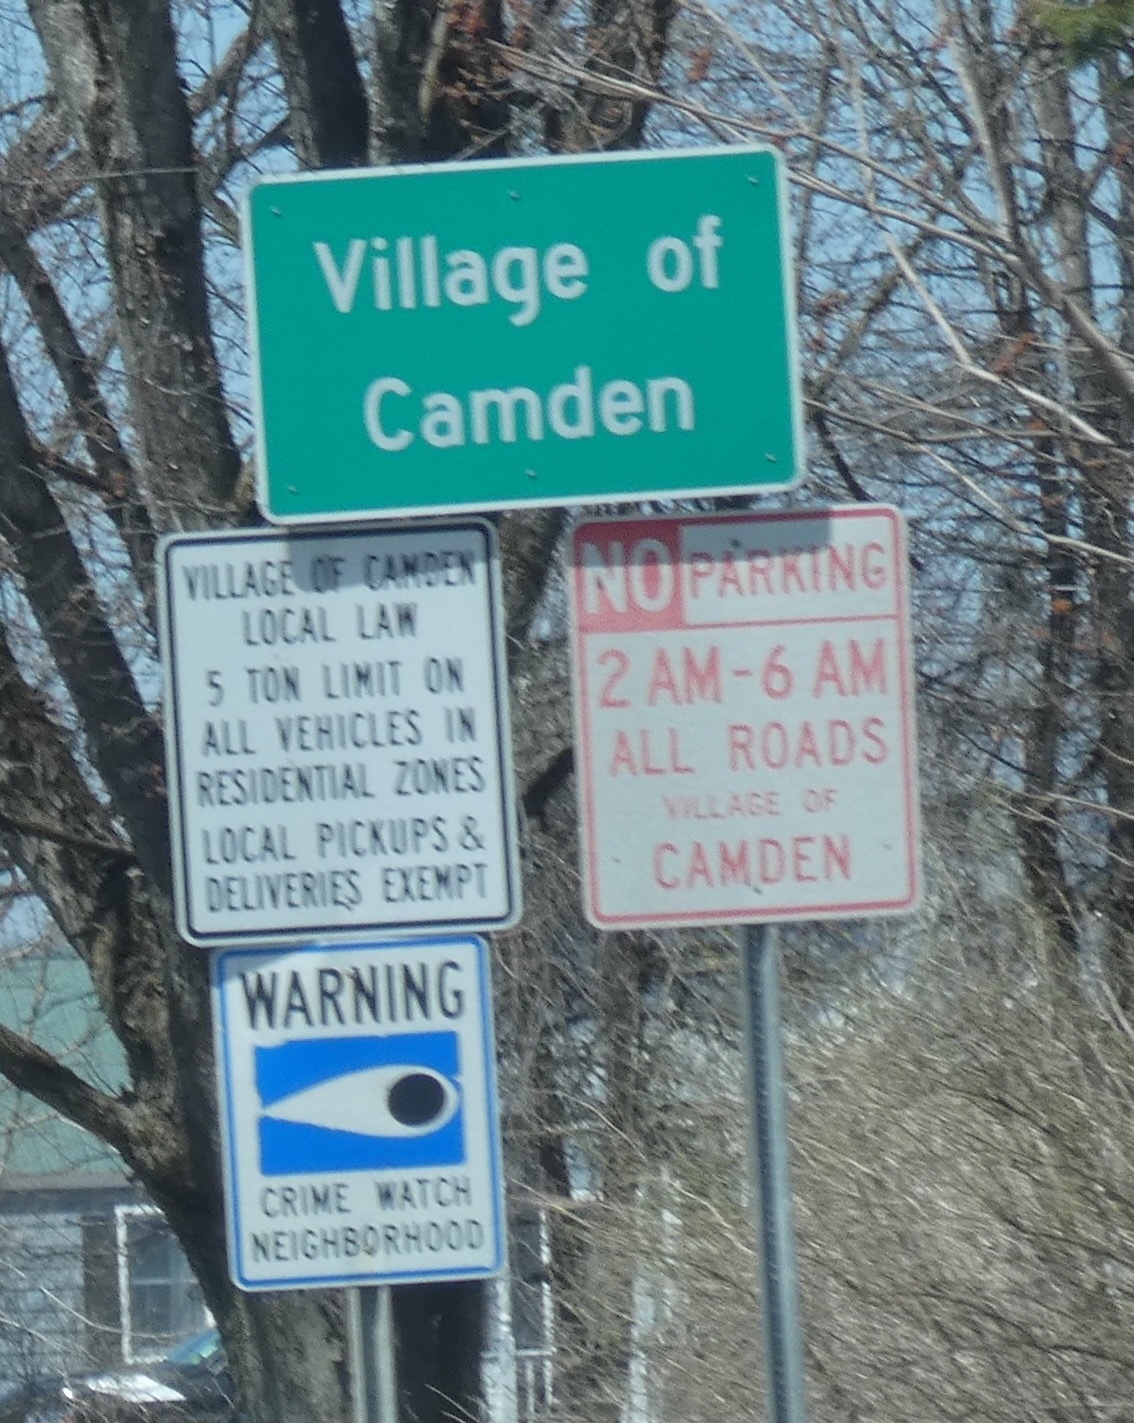 Village of
Camden
VILLAGE OF CAMDEN
LOCAL LAW
5 TON LIMIT ON
ALL VEHICLES IN
RESIDENTIAL ZONES
LOCAL PICKUPS &
DELIVERIES EXEMPT
NO PARKING
2 AM - 6 AM
ALL ROADS
VILLAGE OF
CAMDEN
WARNING
CRIME WATCH
NEIGHBORHOOD